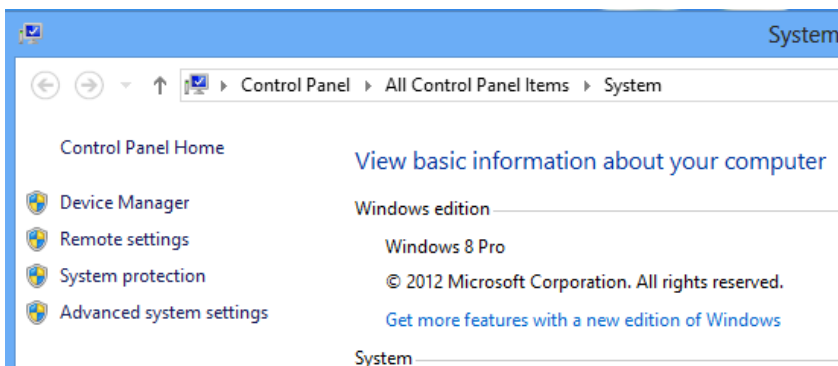 System
Control Panel All Control Panel Items System
Control Panel Home
View basic information about your computer
Device Manager
Windows edition
Remote settings
Windows 8 Pro
System protection
© 2012 Microsoft Corporation. All rights reserved.
Advanced system settings
Get more features with a new edition of Windows
System